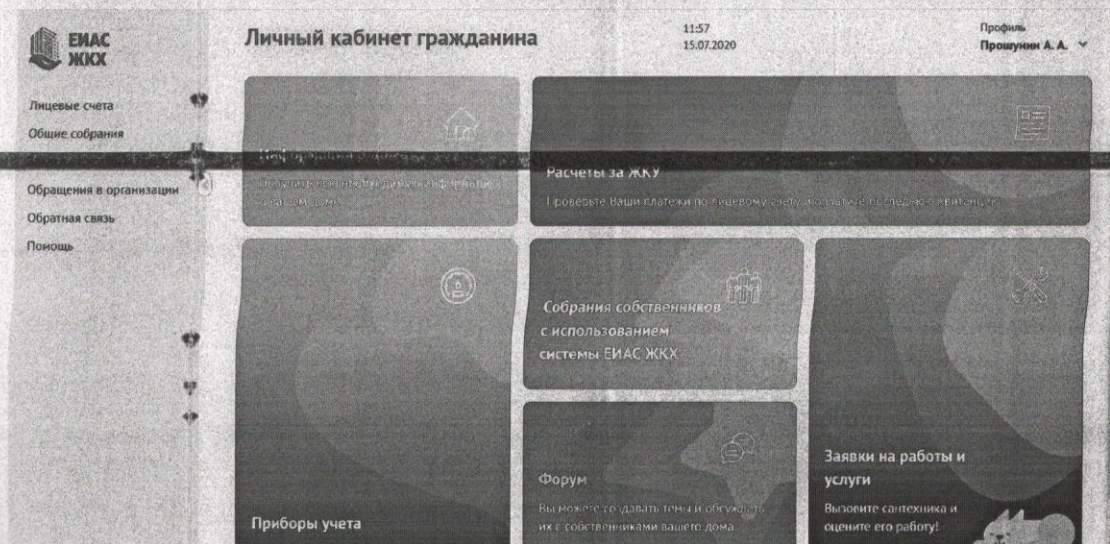 ЕИАС
ЖКХ
Личный кабинет гражданина
11:57
15.07.2020
Профиль
Прошунин А. А.
Лицевые счета
Общие собрания
Обращения в организации
Обратная связь
Помощь
Расчеты за ЖКУ
Проверьте Ваши платежи по лицевому счету и оплатите последнюю квитанцию
Собрания собственников
с использованием
системы ЕИАС ЖКХ
Приборы учета
Форум
Вы можете создавать темы и обсуждать
их с собственниками вашего дома
Заявки на работы и
услуги
Вызовите сантехника и
оцените его работу!